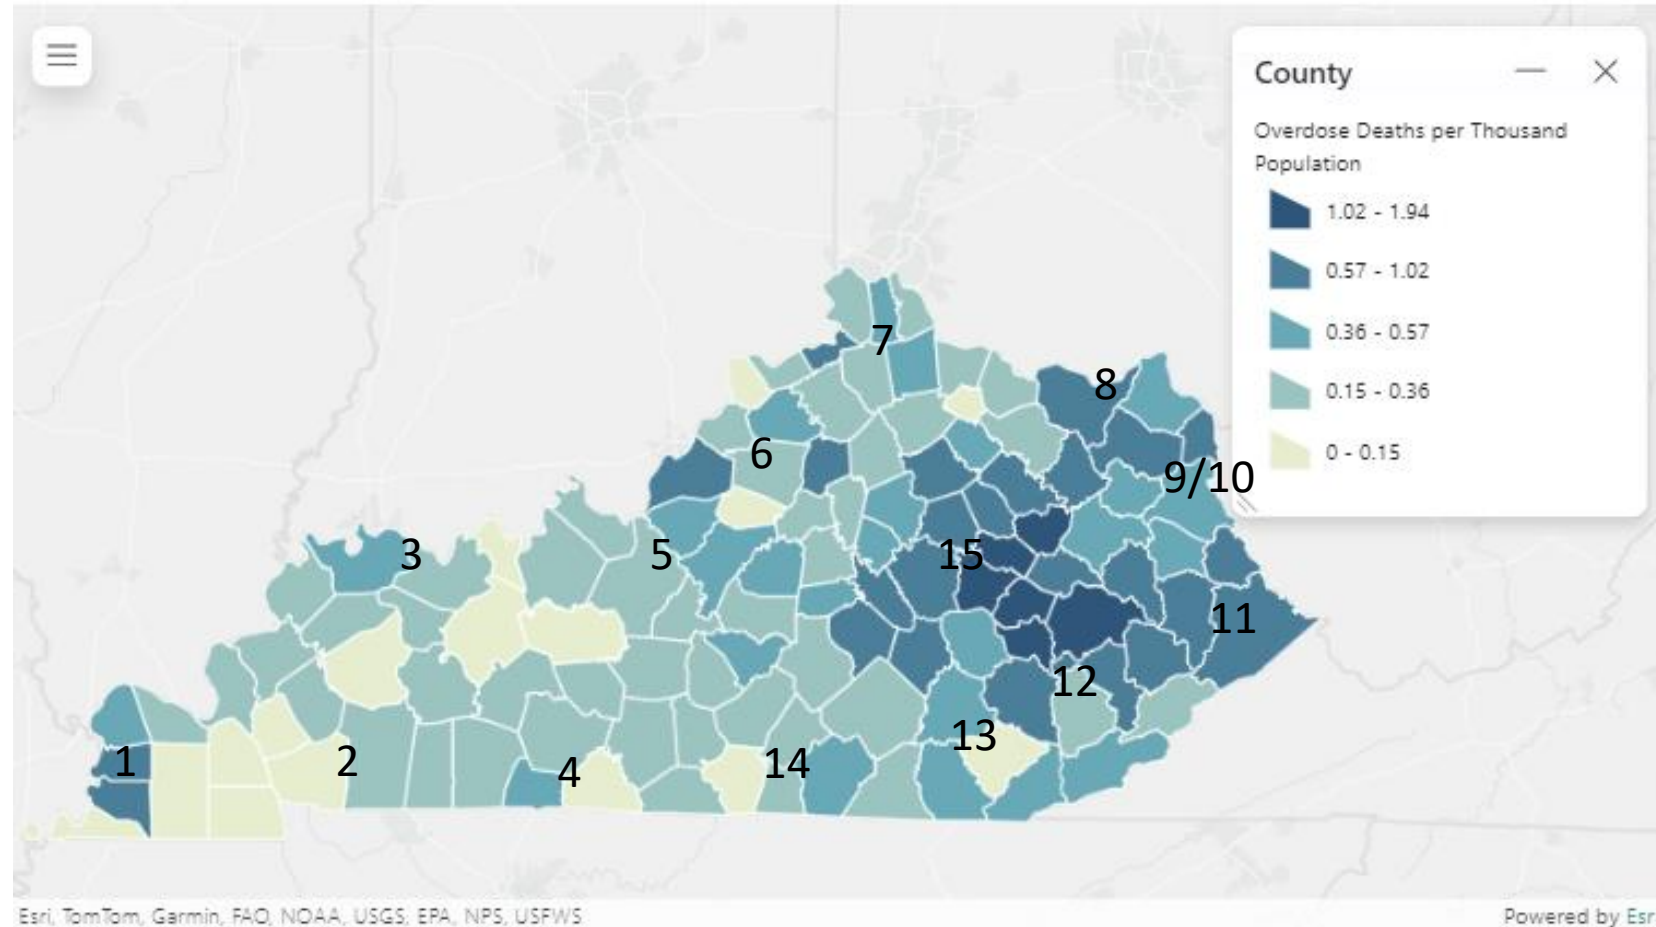 County
Overdose Deaths per Thousand
Population
1.02 - 1.94
0.57 - 1.02
0.36 - 0.57
0.15 - 0.36
0 - 0.15
7
8
6
9/10
3
5
15
11
12
13
1
2
4
14
Esri, TomTom, Garmin, FAO, NOAA, USGS, EPA, NPS, USFWS
Powered by Esr